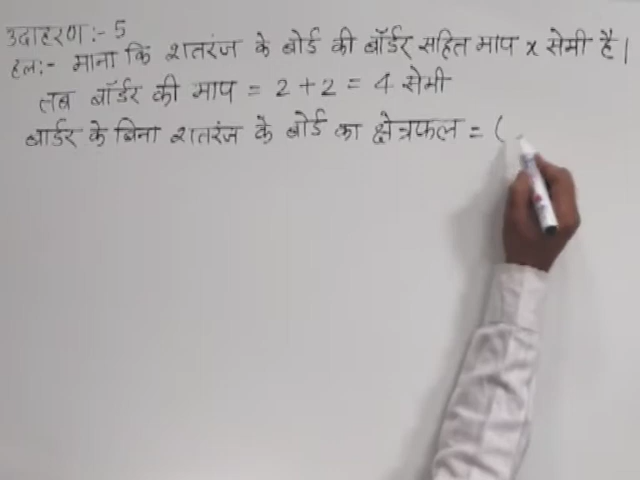 उदाहरण:- 5
हल:- माना कि शतरंज के बोर्ड की बॉर्डर सहित माप x सेमी है।
तब बॉर्डर की माप = 2 + 2 = 4 सेमी
बार्डर के बिना शतरंज के बोर्ड का क्षेत्रफल = (